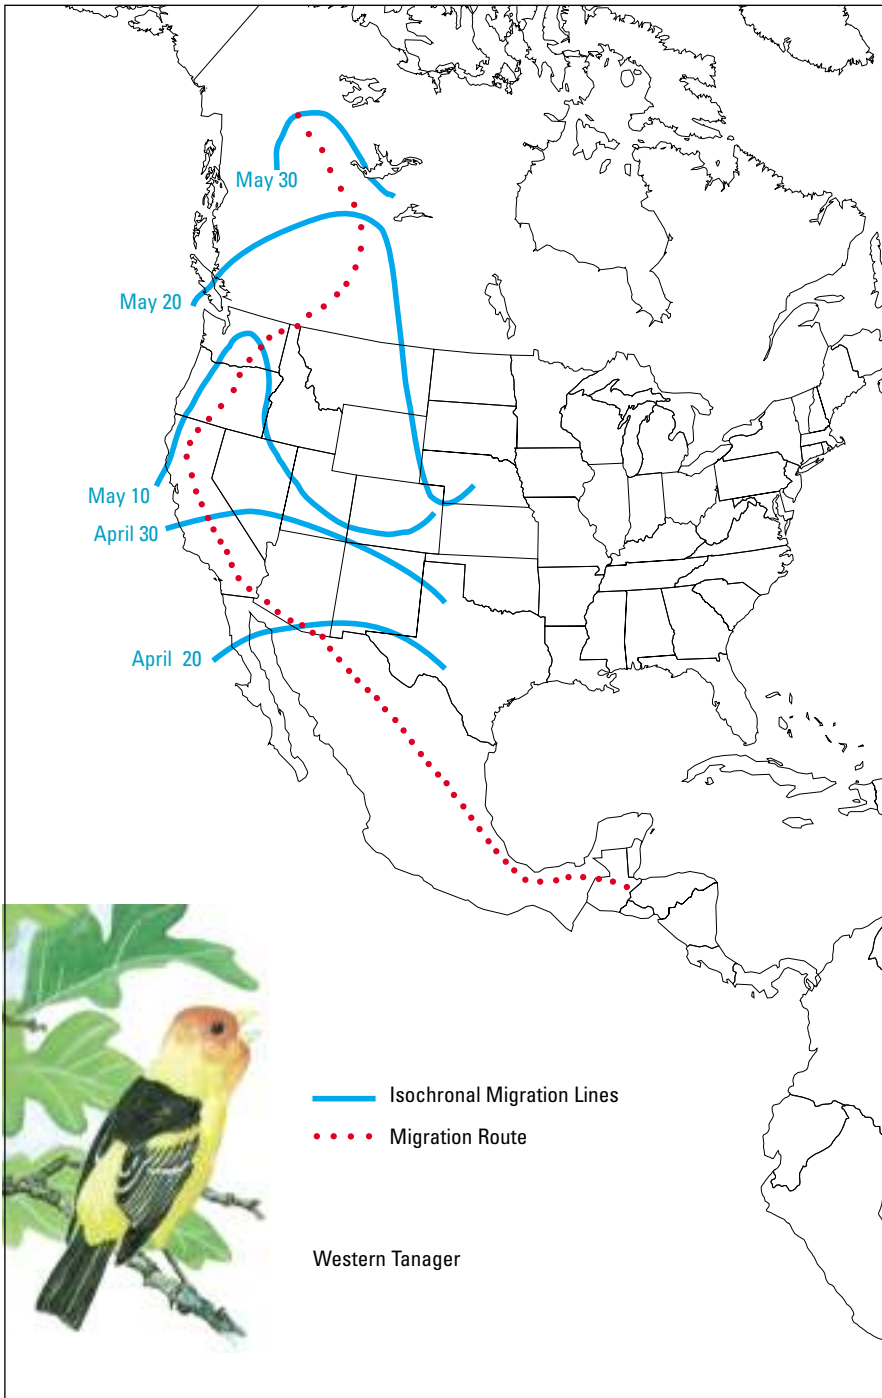 May 30
May 20
May 10
April 30
April 20
Isochronal Migration Lines
Migration Route
Western Tanager